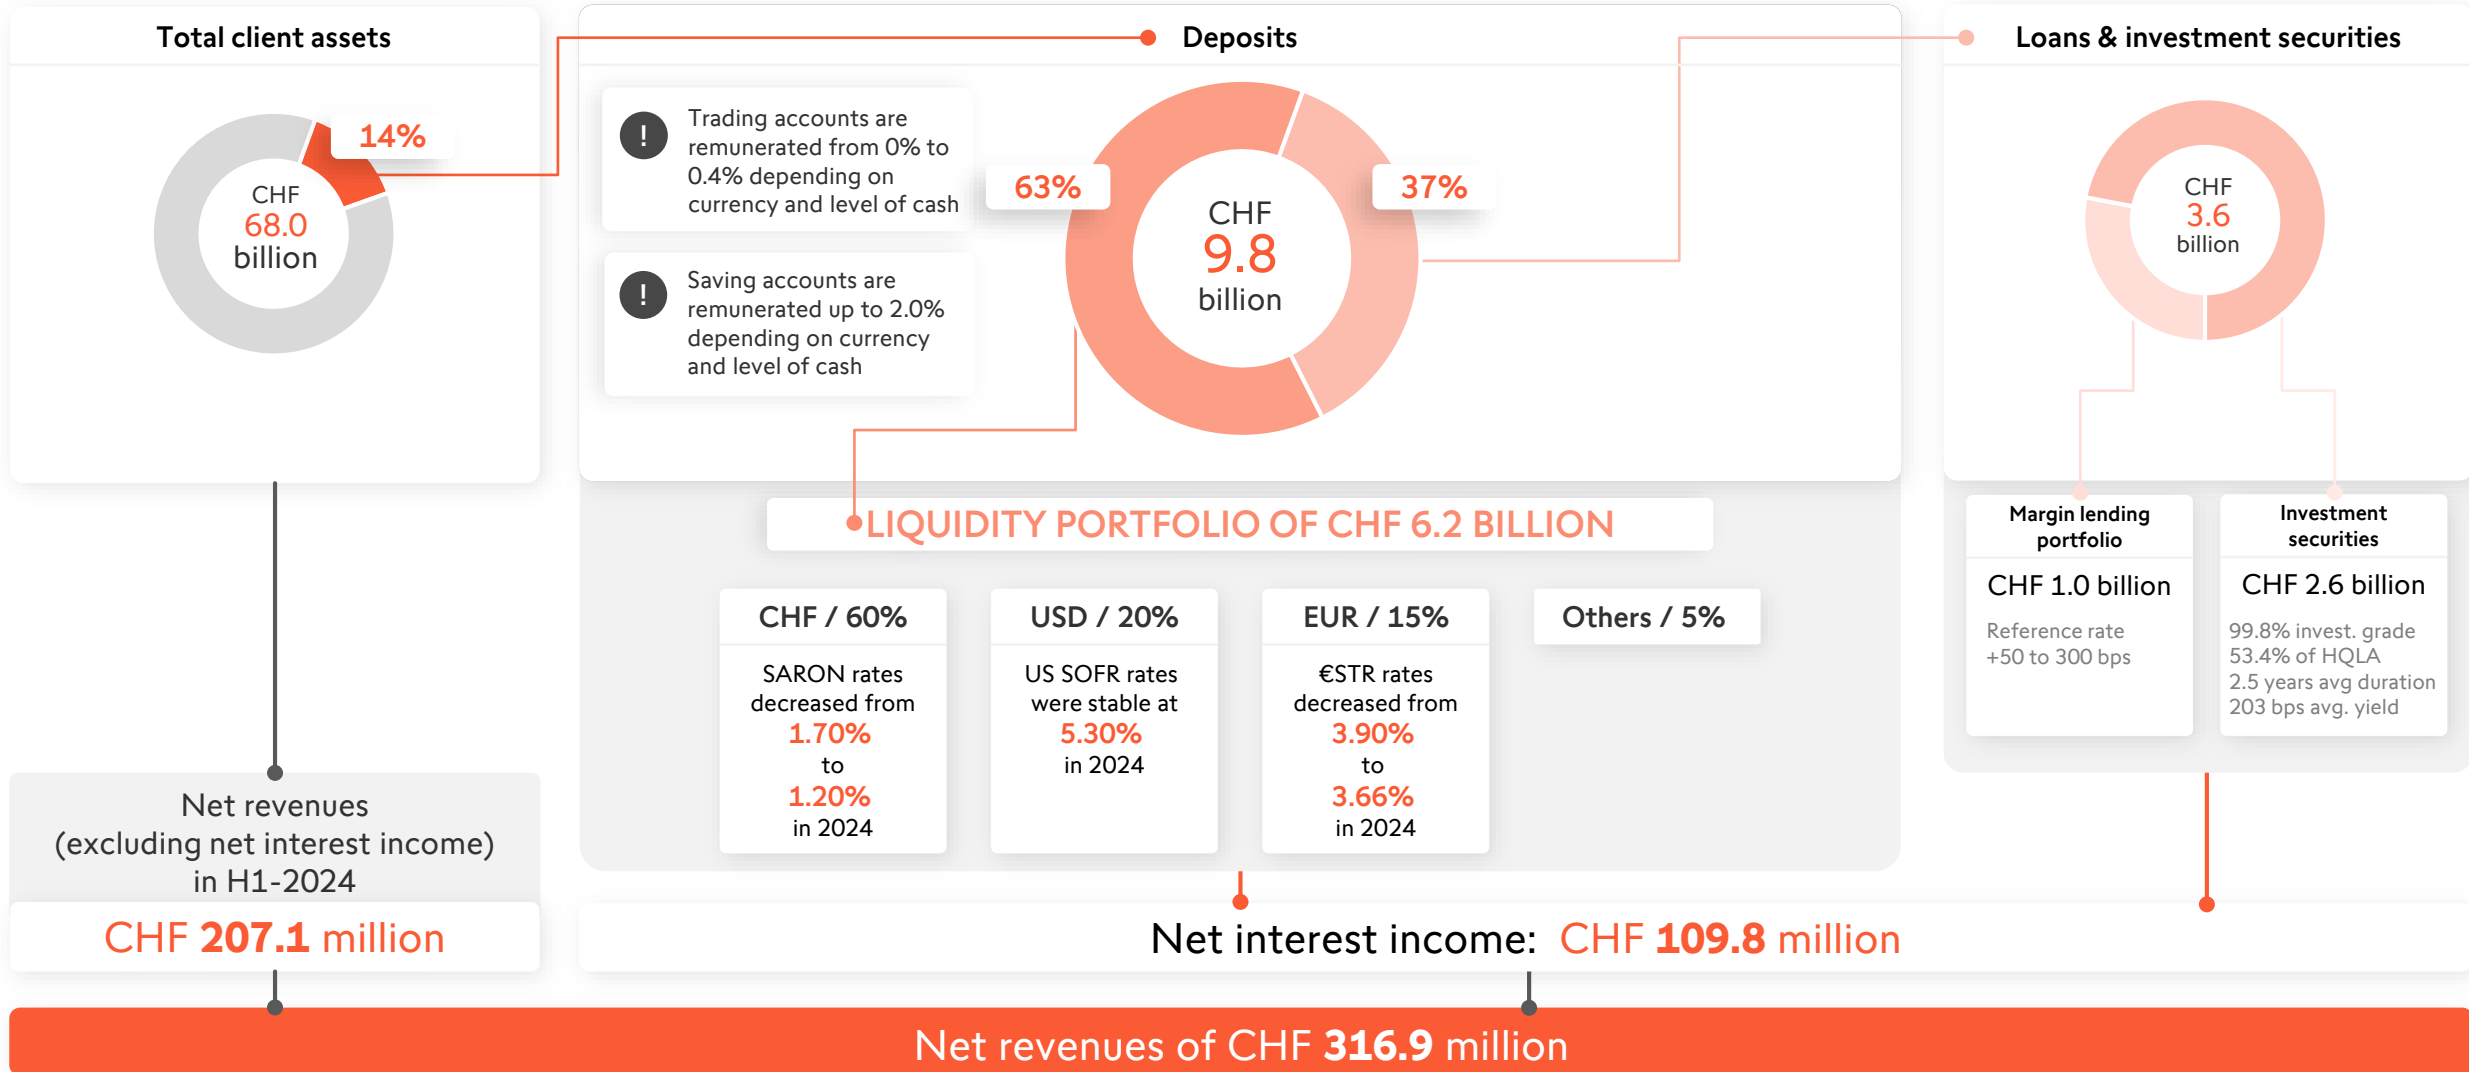 Total client assets
14%
CHF
68.0
billion
Deposits
!
Trading accounts are
remunerated from 0% to
0.4% depending on
currency and level of cash
!
Saving accounts are
remunerated up to 2.0%
depending on currency
and level of cash
63%
37%
CHF
9.8
billion
Loans & investment securities
CHF
3.6
billion
LIQUIDITY PORTFOLIO OF CHF 6.2 BILLION
CHF / 60%
SARON rates
decreased from
1.70%
to
1.20%
in 2024
USD / 20%
US SOFR rates
were stable at
5.30%
in 2024
EUR / 15%
€STR rates
decreased from
3.90%
to
3.66%
in 2024
Others / 5%
Margin lending
portfolio
CHF 1.0 billion
Reference rate
+50 to 300 bps
Investment
securities
CHF 2.6 billion
99.8% invest. grade
53.4% of HQLA
2.5 years avg duration
203 bps avg. yield
Net revenues
(excluding net interest income)
in H1-2024
CHF 207.1 million
Net interest income: CHF 109.8 million
Net revenues of CHF 316.9 million